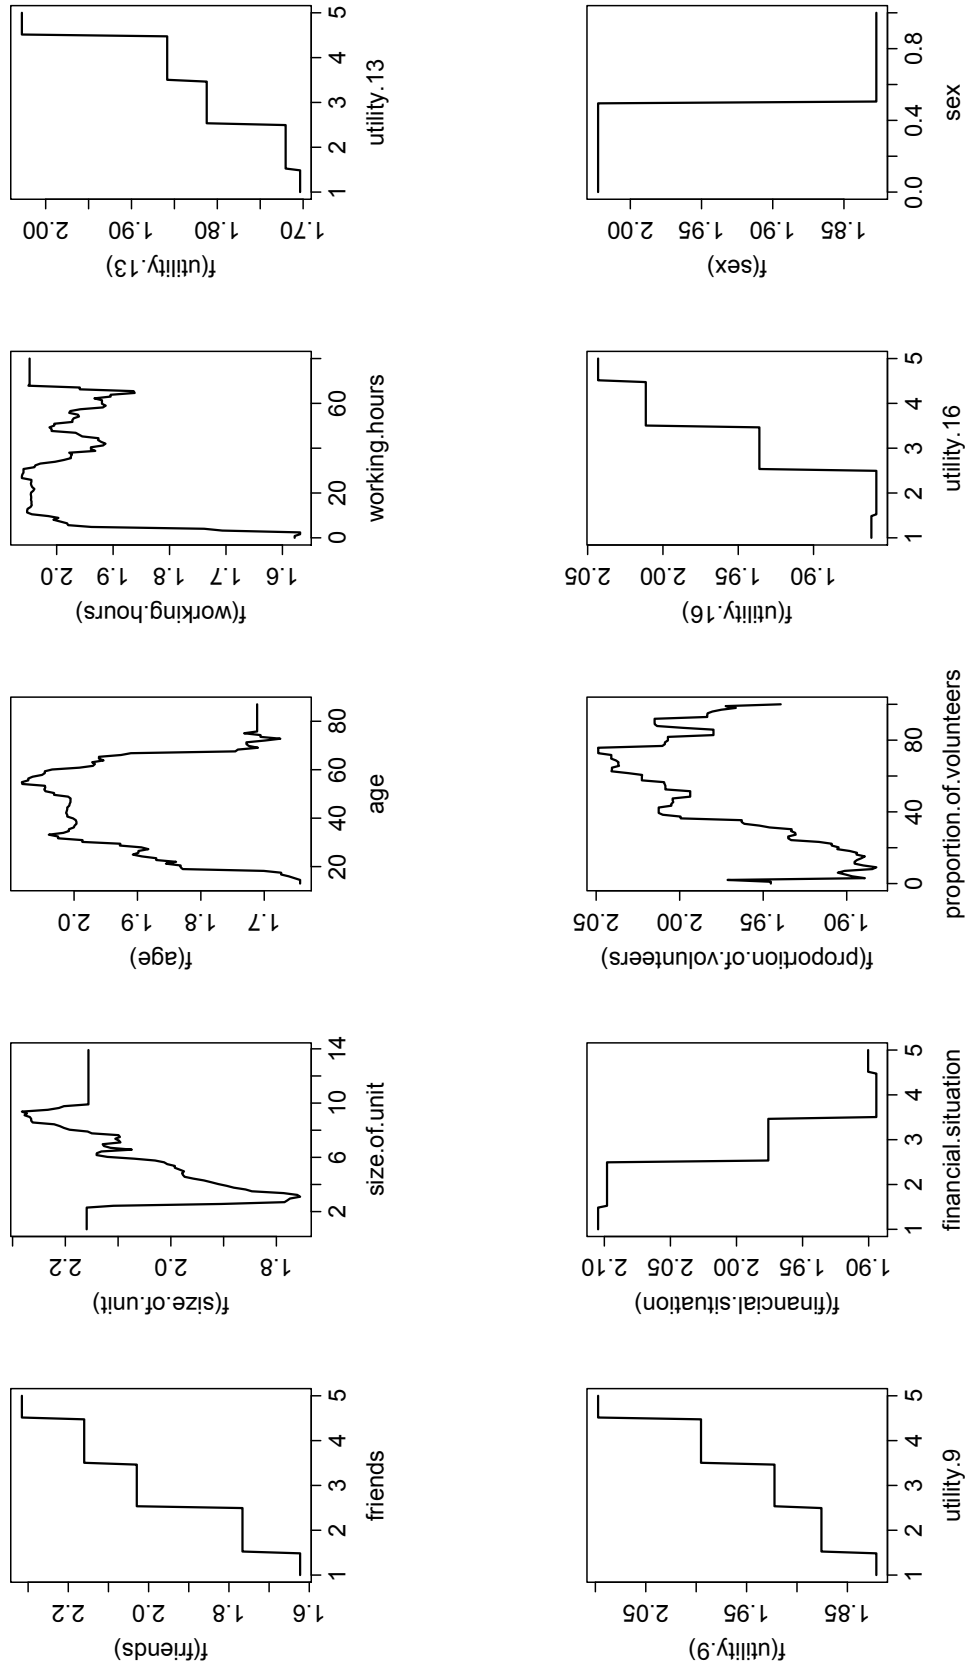 1.6 1.8 2.0 2.2
f(friends)
1 2 3 4 5
friends
1.8 2.0 2.2
f(size.of.unit)
2 6 10 14
size.of.unit
1.7 1.8 1.9 2.0
f(age)
20 40 60 80
age
1.6 1.7 1.8 1.9 2.0
f(working.hours)
0 20 60
working.hours
1.70 1.80 1.90 2.00
f(utility.13)
1 2 3 4 5
utility.13
1.85 1.95 2.05
f(utility.9)
1 2 3 4 5
utility.9
1.90 1.95 2.00 2.05 2.10
f(financial.situation)
1 2 3 4 5
financial.situation
1.90 1.95 2.00 2.05
f(proportion.of.volunteers)
0 40 80
proportion.of.volunteers
1.90 1.95 2.00 2.05
f(utility.16)
1 2 3 4 5
utility.16
1.85 1.90 1.95 2.00
f(sex)
0.0 0.4 0.8
sex